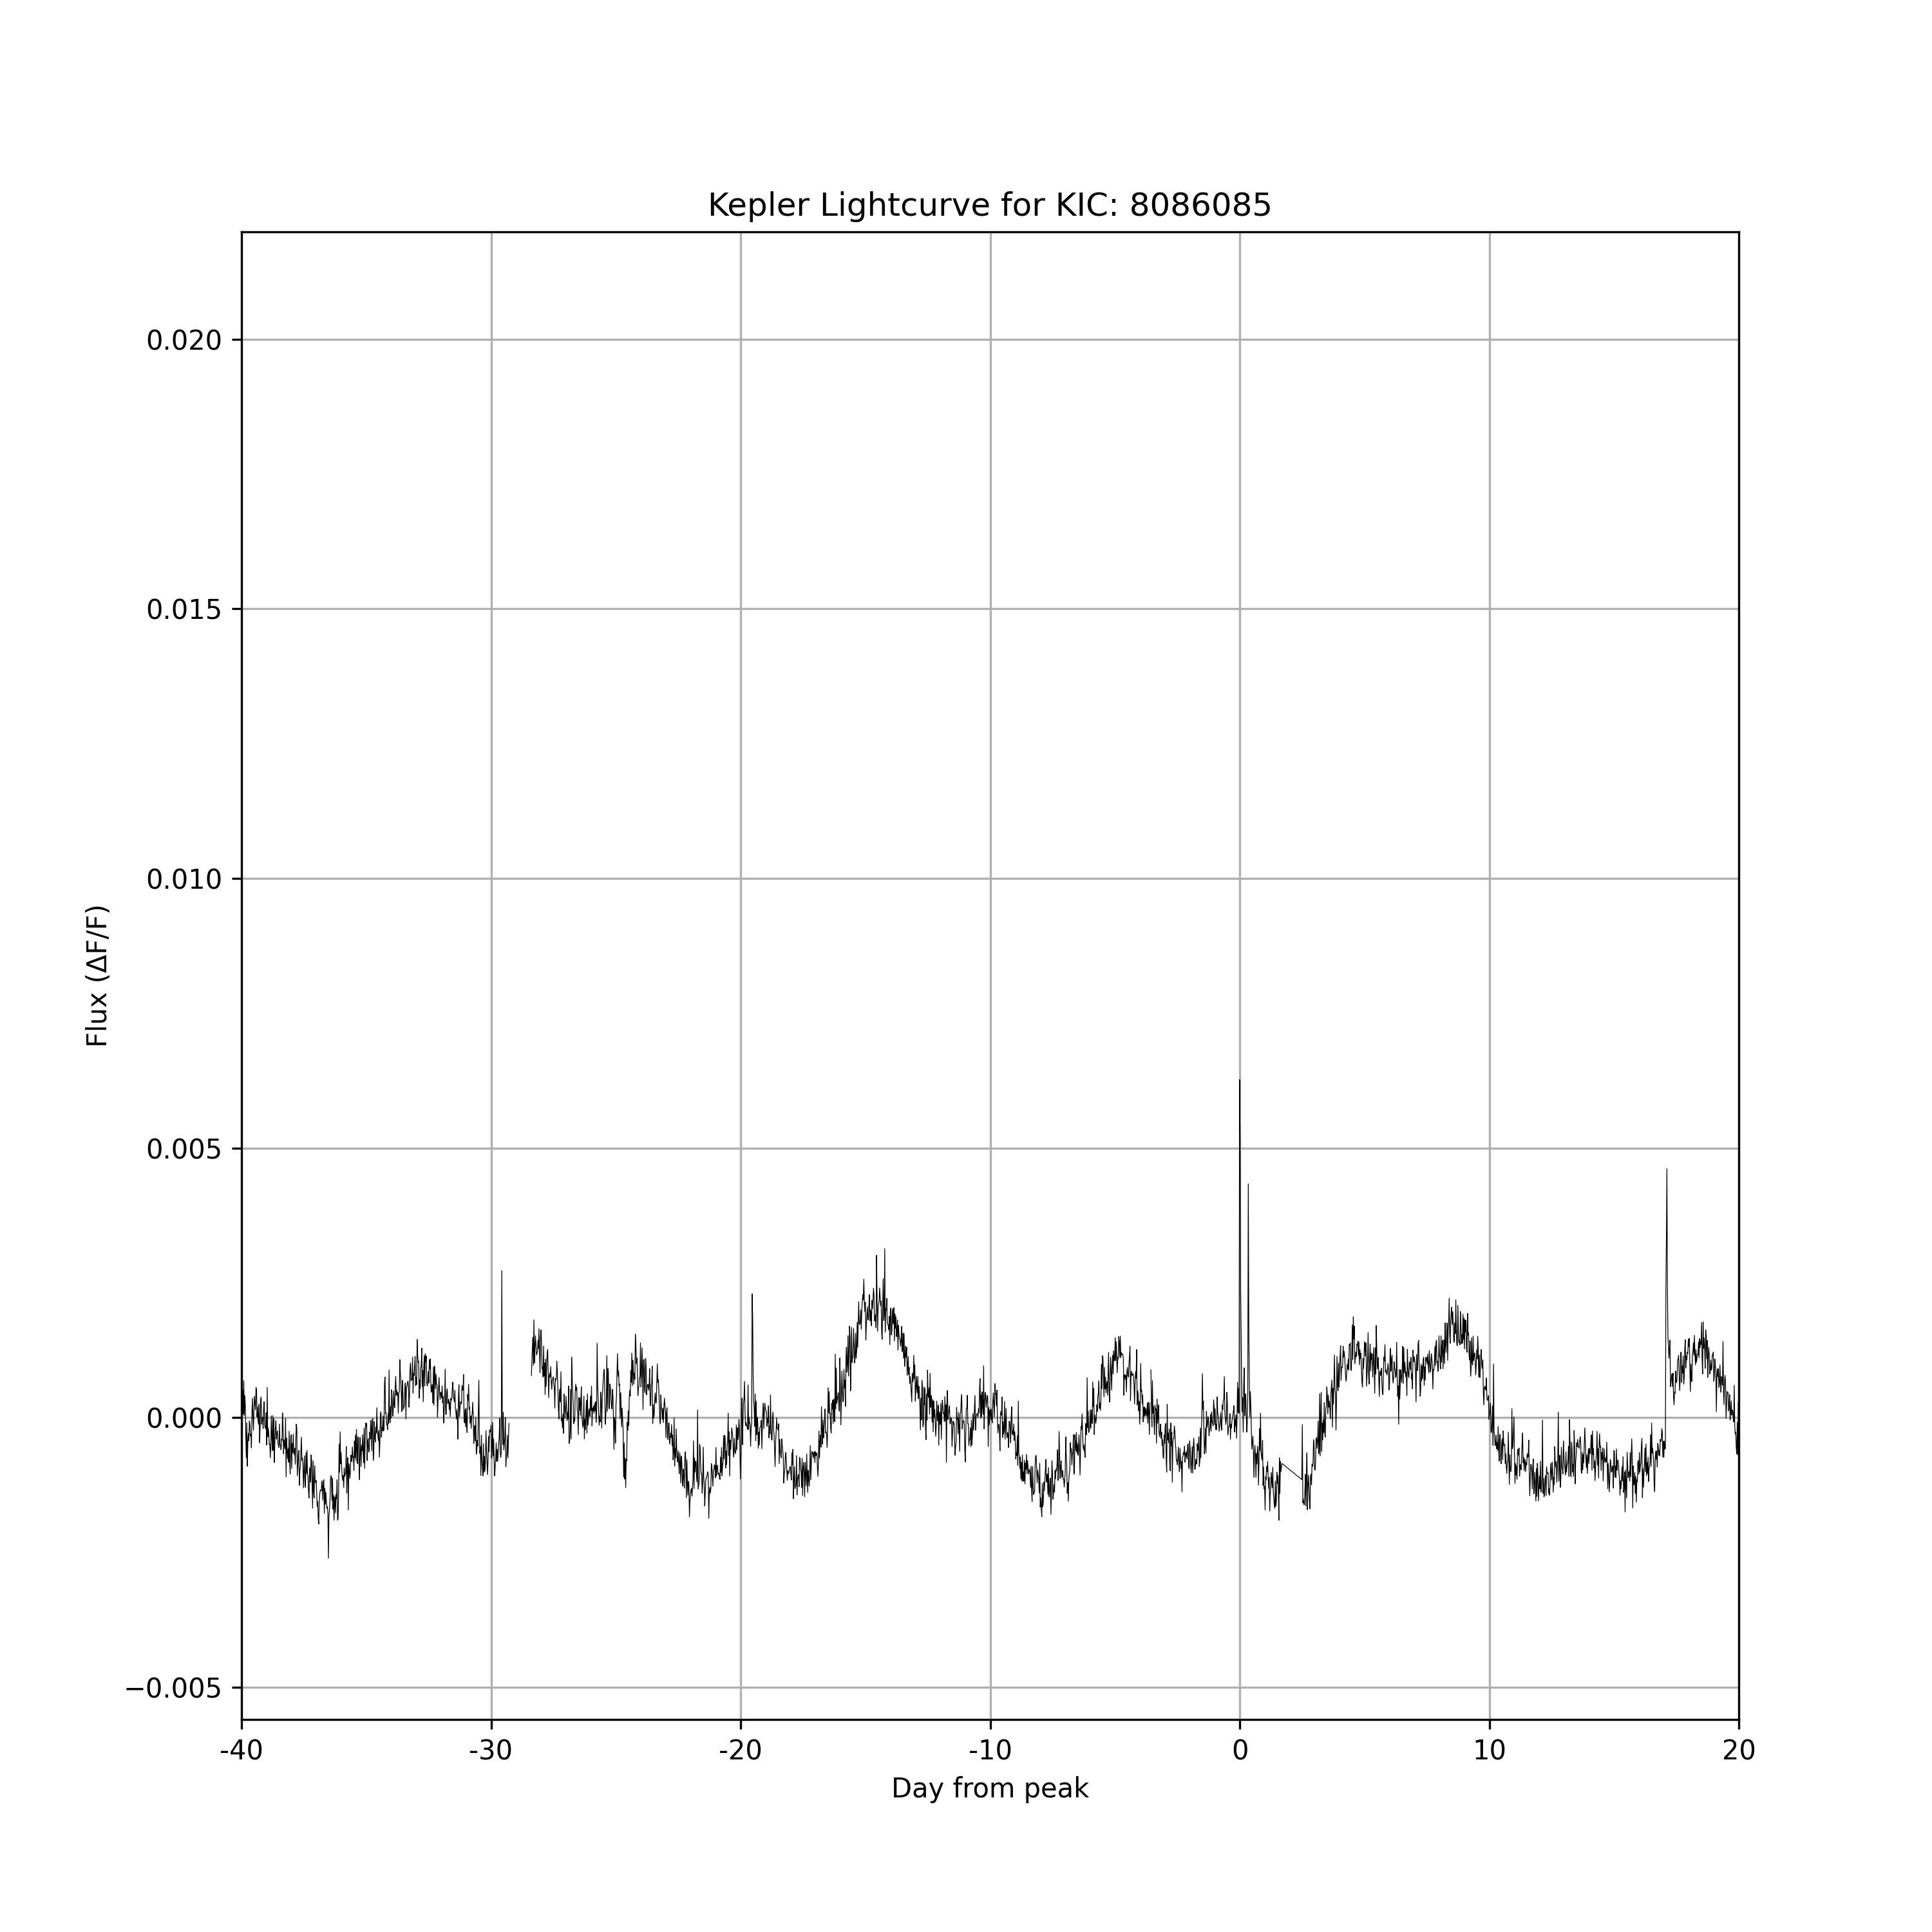 Kepler Lightcurve for KIC: 8086085
0.020
0.015
0.010
0.005
0.000
−0.005
Flux (ΔF/F)
-40 -30 -20 -10 0 10 20
Day from peak